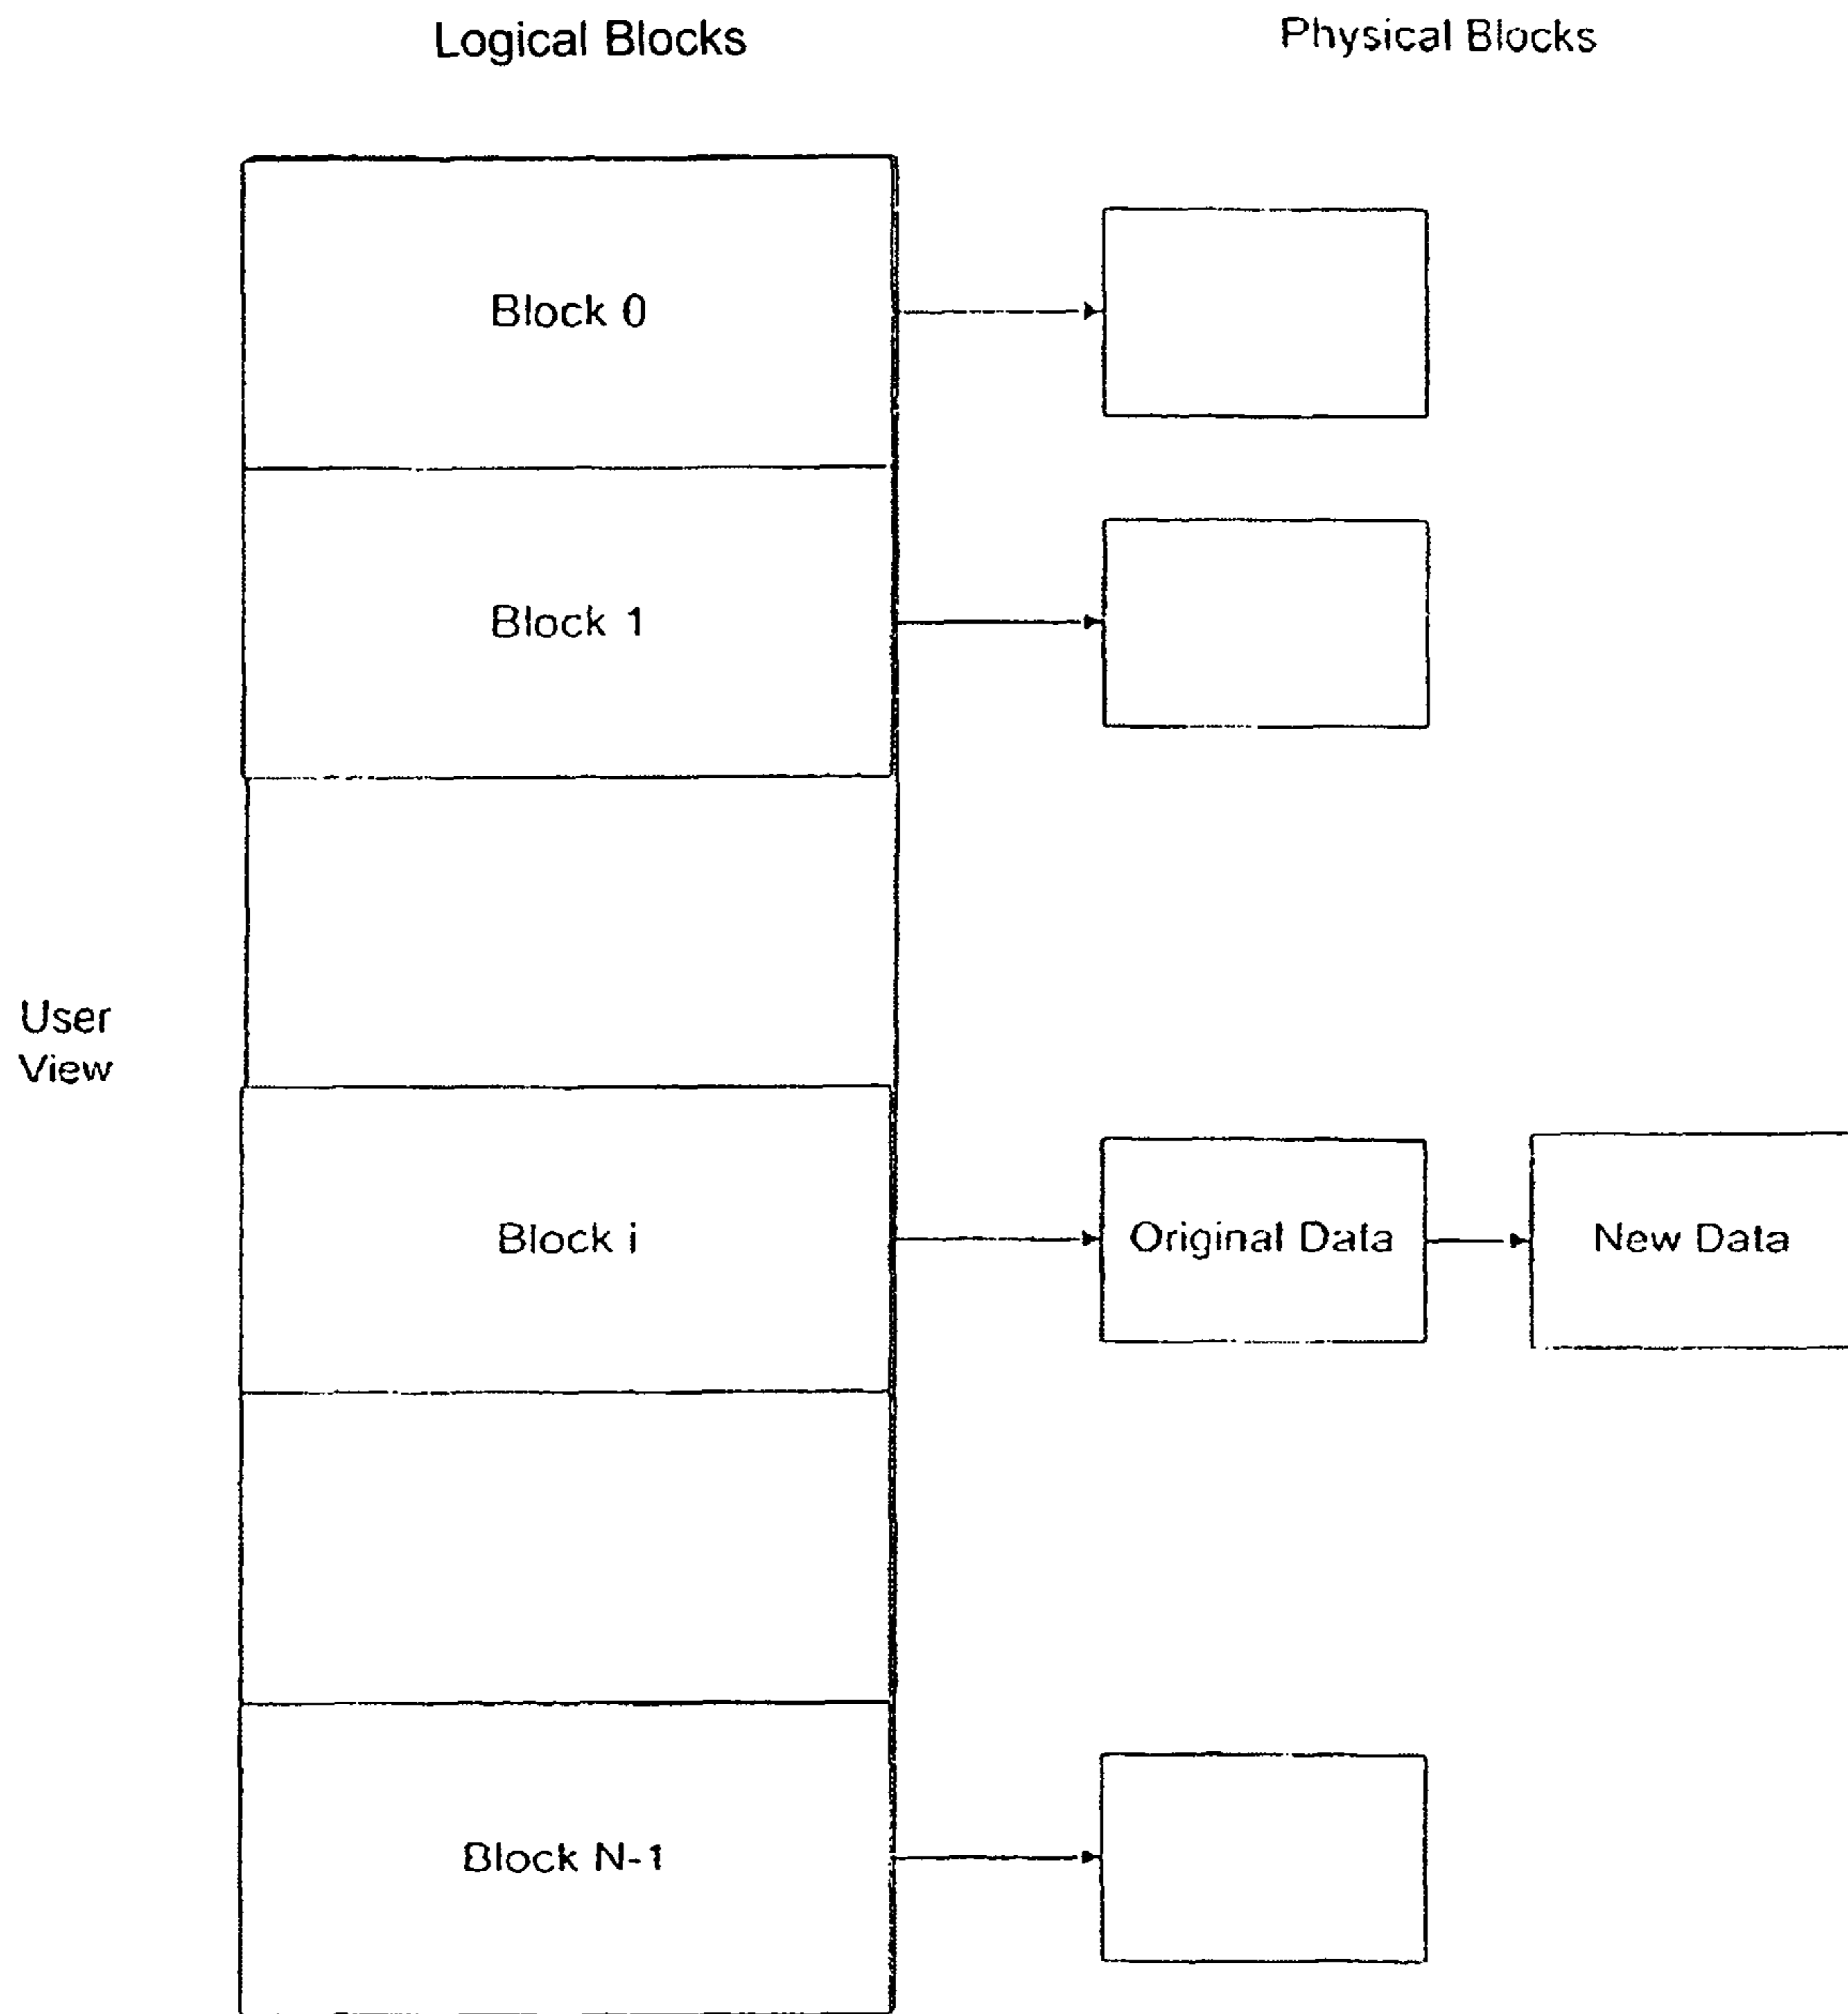 Logical Blocks
Physical Blocks
Block 0
Block 1
User
View
Block i
Original Data
New Data
Block N-1